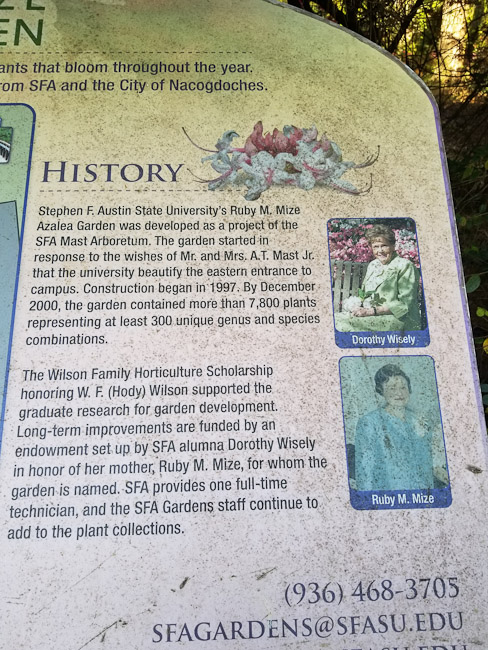 EN
ants that bloom throughout the year.
rom SFA and the City of Nacogdoches.
HISTORY
Stephen F. Austin State University's Ruby M. Mize
Azalea Garden was developed as a project of the
SFA Mast Arboretum. The garden started in
response to the wishes of Mr. and Mrs. A.T. Mast Jr.
that the university beautify the eastern entrance to
campus. Construction began in 1997. By December
2000, the garden contained more than 7,800 plants
representing at least 300 unique genus and species
combinations.
Dorothy Wisely
The Wilson Family Horticulture Scholarship
honoring W. F. (Hody) Wilson supported the
graduate research for garden development.
Long-term improvements are funded by an
endowment set up by SFA alumna Dorothy Wisely
in honor of her mother, Ruby M. Mize, for whom the
garden is named. SFA provides one full-time
technician, and the SFA Gardens staff continue to
add to the plant collections.
Ruby M. Mize
(936) 468-3705
SFAGARDENS@SFASU.EDU